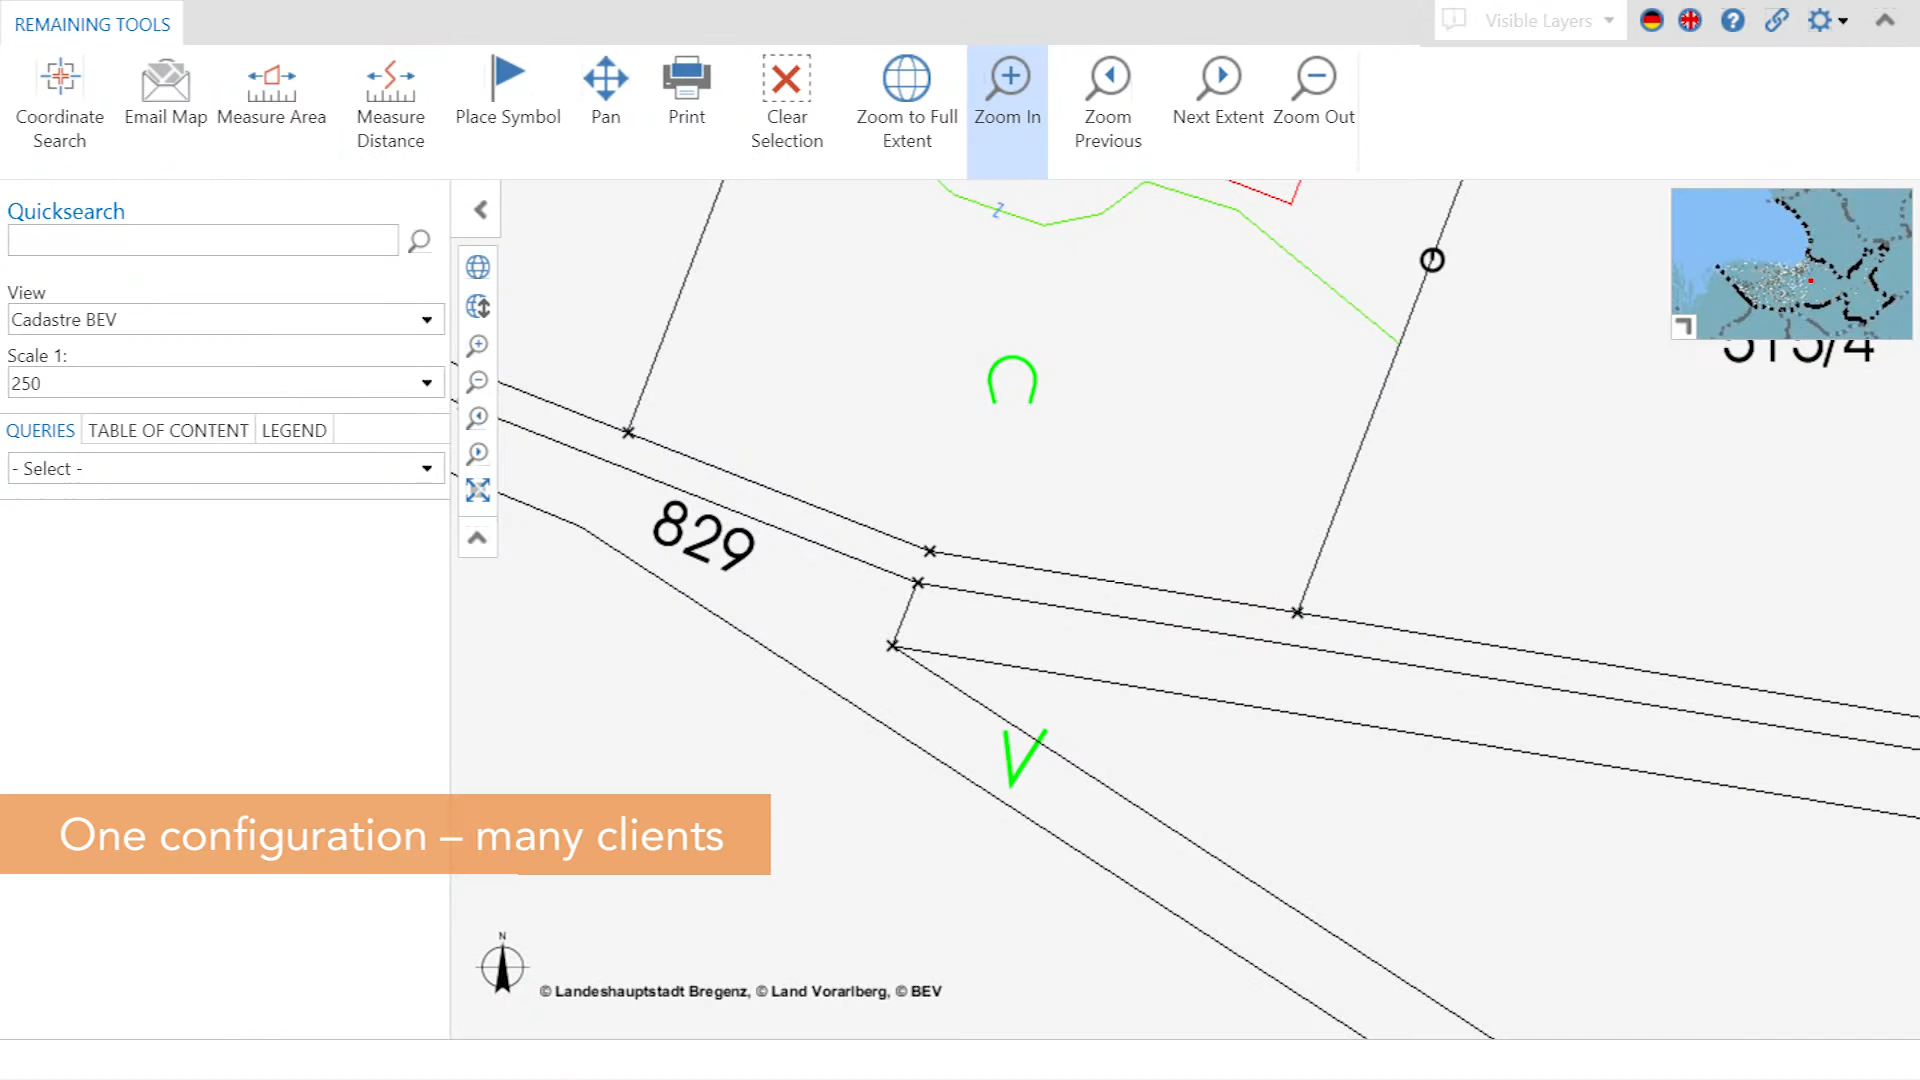 REMAINING TOOLS
Visible Layers
Coordinate Search
Email Map
Measure Area
Measure Distance
Place Symbol
Pan
Print
Clear Selection
Zoom to Full Extent
Zoom In
Zoom Previous
Next Extent
Zoom Out
Quicksearch
View
Cadastre BEV
Scale 1:
250
QUERIES
TABLE OF CONTENT
LEGEND
- Select -
Z
515/4
829
One configuration – many clients
N
© Landeshauptstadt Bregenz, © Land Vorarlberg, © BEV